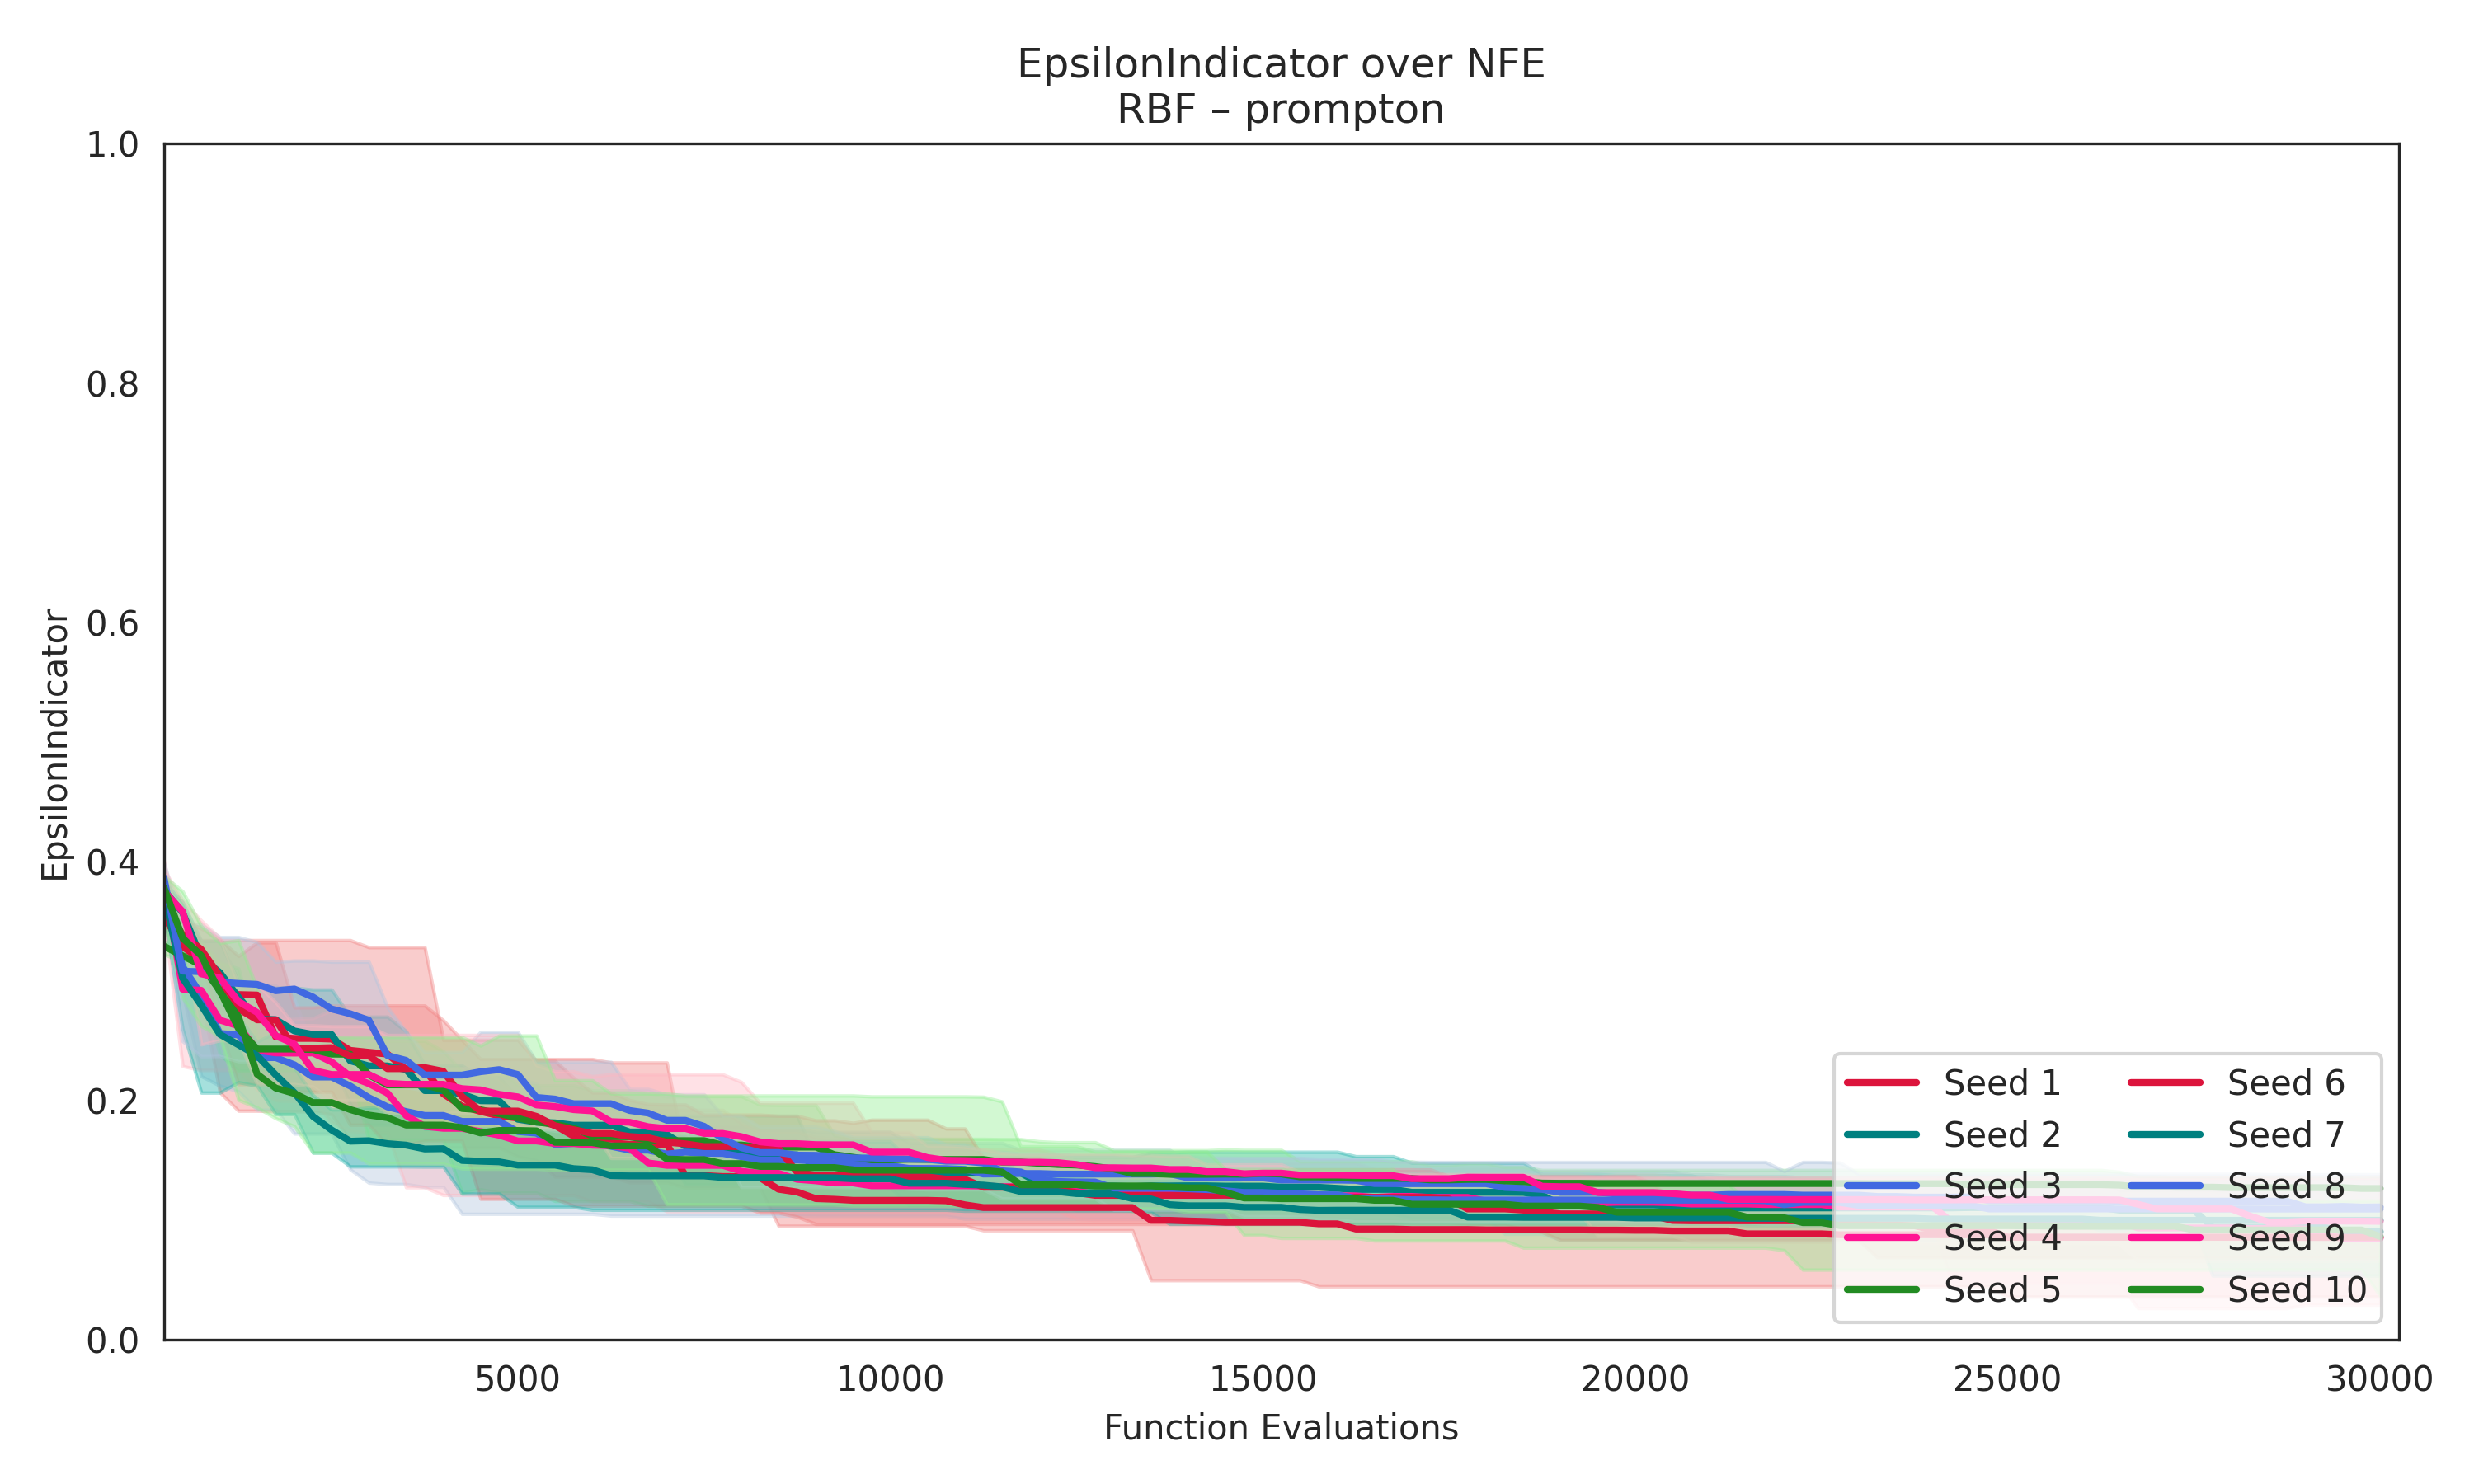 EpsilonIndicator over NFE
RBF – prompton
1.0
0.8
0.6
0.4
0.2
0.0
EpsilonIndicator
5000
10000
15000
20000
25000
30000
Function Evaluations
Seed 1
Seed 2
Seed 3
Seed 4
Seed 5
Seed 6
Seed 7
Seed 8
Seed 9
Seed 10